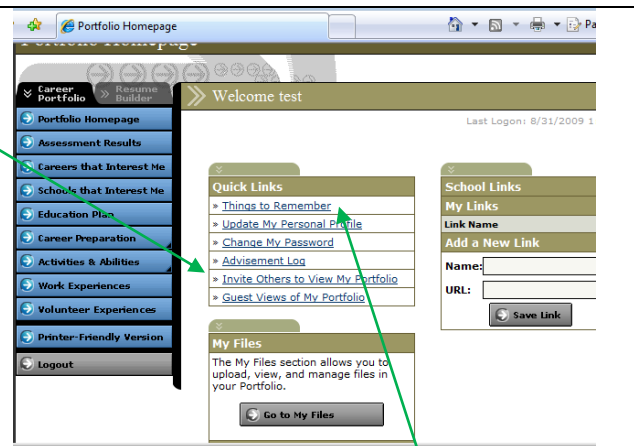 Portfolio Homepage
Pa
Portfolio Homepage
Career
Portfolio
Resume
Builder
Welcome test
Last Logon: 8/31/2009 1
Portfolio Homepage
Assessment Results
Careers that Interest Me
Schools that Interest Me
Education Plan
Career Preparation
Activities & Abilities
Work Experiences
Volunteer Experiences
Printer-Friendly Version
Logout
Quick Links
» Things to Remember
» Update My Personal Profile
» Change My Password
» Advisement Log
» Invite Others to View My Portfolio
» Guest Views of My Portfolio
My Files
The My Files section allows you to
upload, view, and manage files in
your Portfolio.
Go to My Files
School Links
My Links
Link Name
Add a New Link
Name:
URL:
Save Link